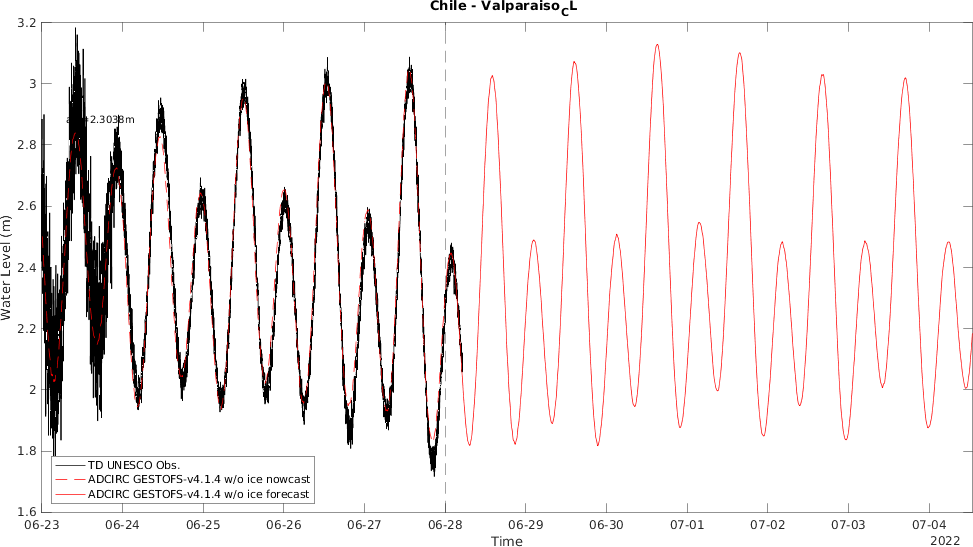 Chile - Valparaiso_CL
Water Level (m)
3.2
3
2.8
2.6
2.4
2.2
2
1.8
1.6
+2.3038m
TD UNESCO Obs.
ADCIRC GESTOFS-v4.1.4 w/o ice nowcast
ADCIRC GESTOFS-v4.1.4 w/o ice forecast
06-23 06-24 06-25 06-26 06-27 06-28 06-29 06-30 07-01 07-02 07-03 07-04
Time
2022